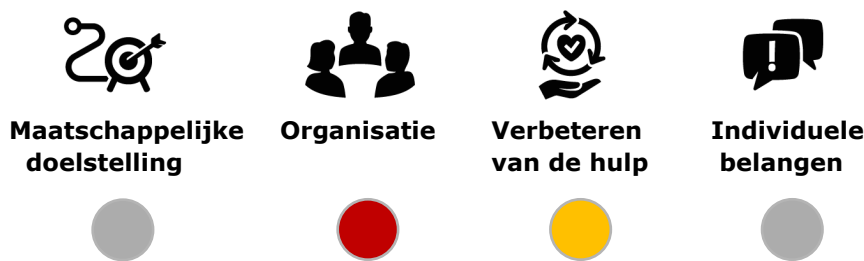 Maatschappelijke doelstelling
Organisatie
Verbeteren van de hulp
Individuele belangen